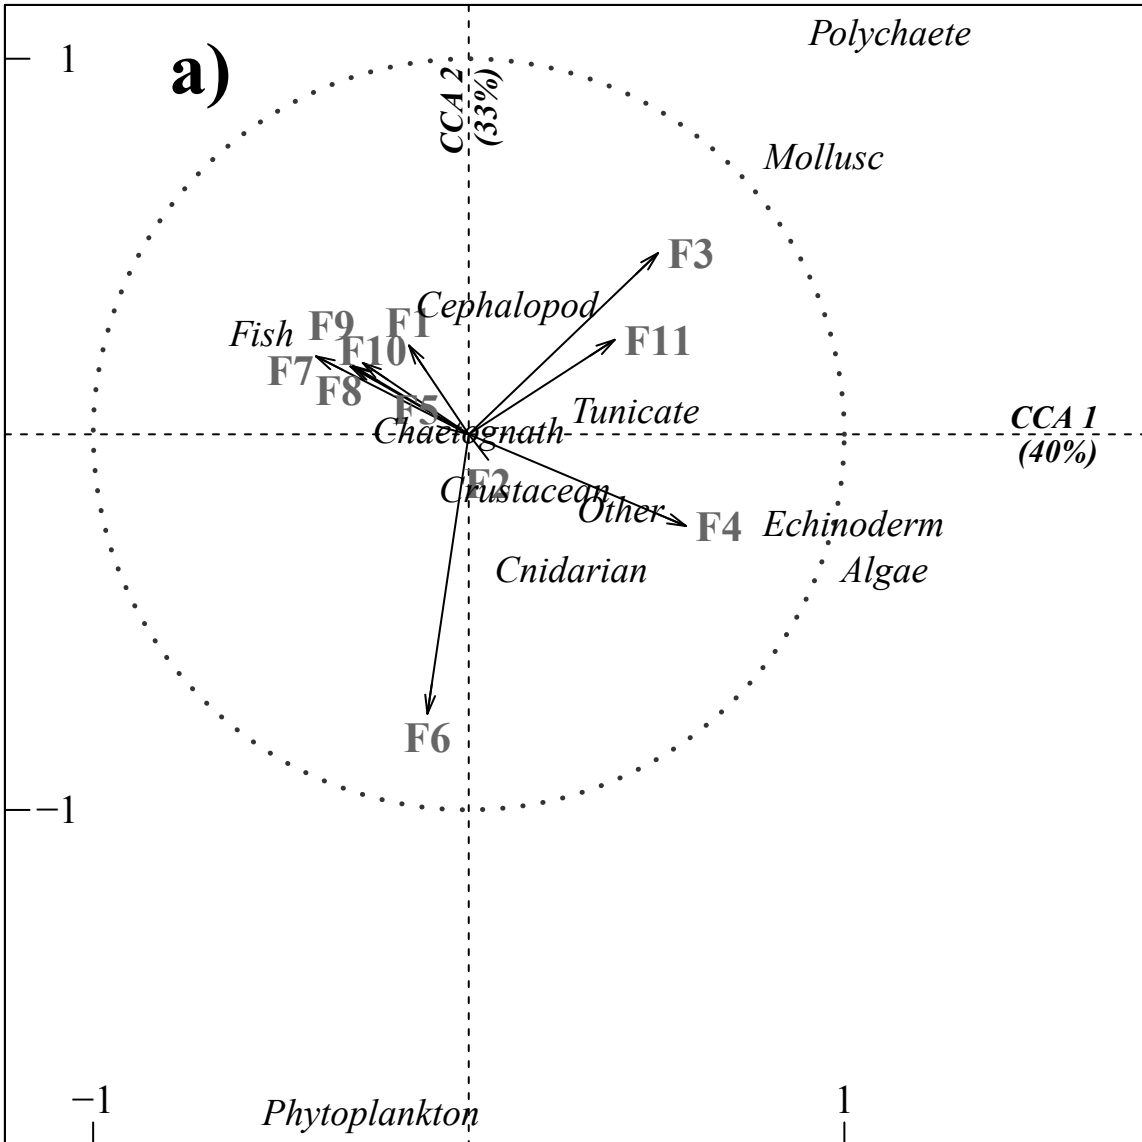 Polychaete
1
a)
CCA 2
(33%)
Mollusc
F3
Cephalopod
F1
F9
Fish
F10
F11
F7
F8
F5
Tunicate
CCA 1
(40%)
Chaetognath
F2
Crustacean
Other
F4
Echinoderm
Cnidarian
Algae
F6
−1
−1
1
Phytoplankton